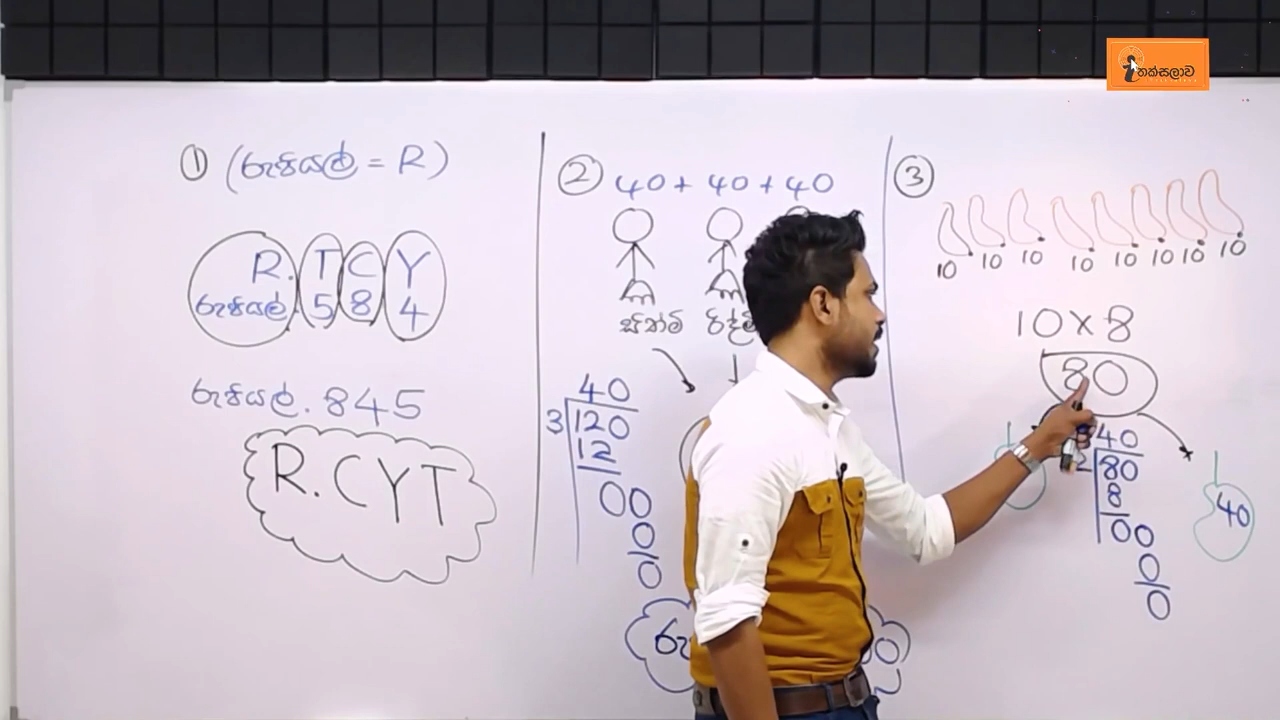 තක්සලාව
① (රුපියල් = R)
R. T C Y
රුපියල්. 5 8 4
රුපියල්. 845
R. CYT
② 40 + 40 + 40
සිත්මි
40
3 120
12
00
0
0
රු
③
10 10 10 10 10 10 10 10
10 x 8
80
40
2 80
8
00
0
0
40